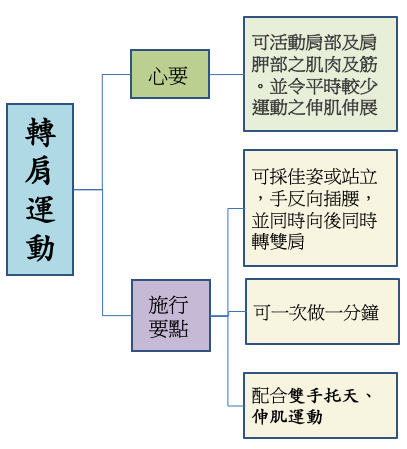 轉肩運動
心要
可活動肩部及肩
胛部之肌肉及筋
。並令平時較少
運動之伸肌伸展
施行
要點
可採佳姿或站立
，手反向插腰，
並同時向後同時
轉雙肩
可一次做一分鐘
配合雙手托天、
伸肌運動